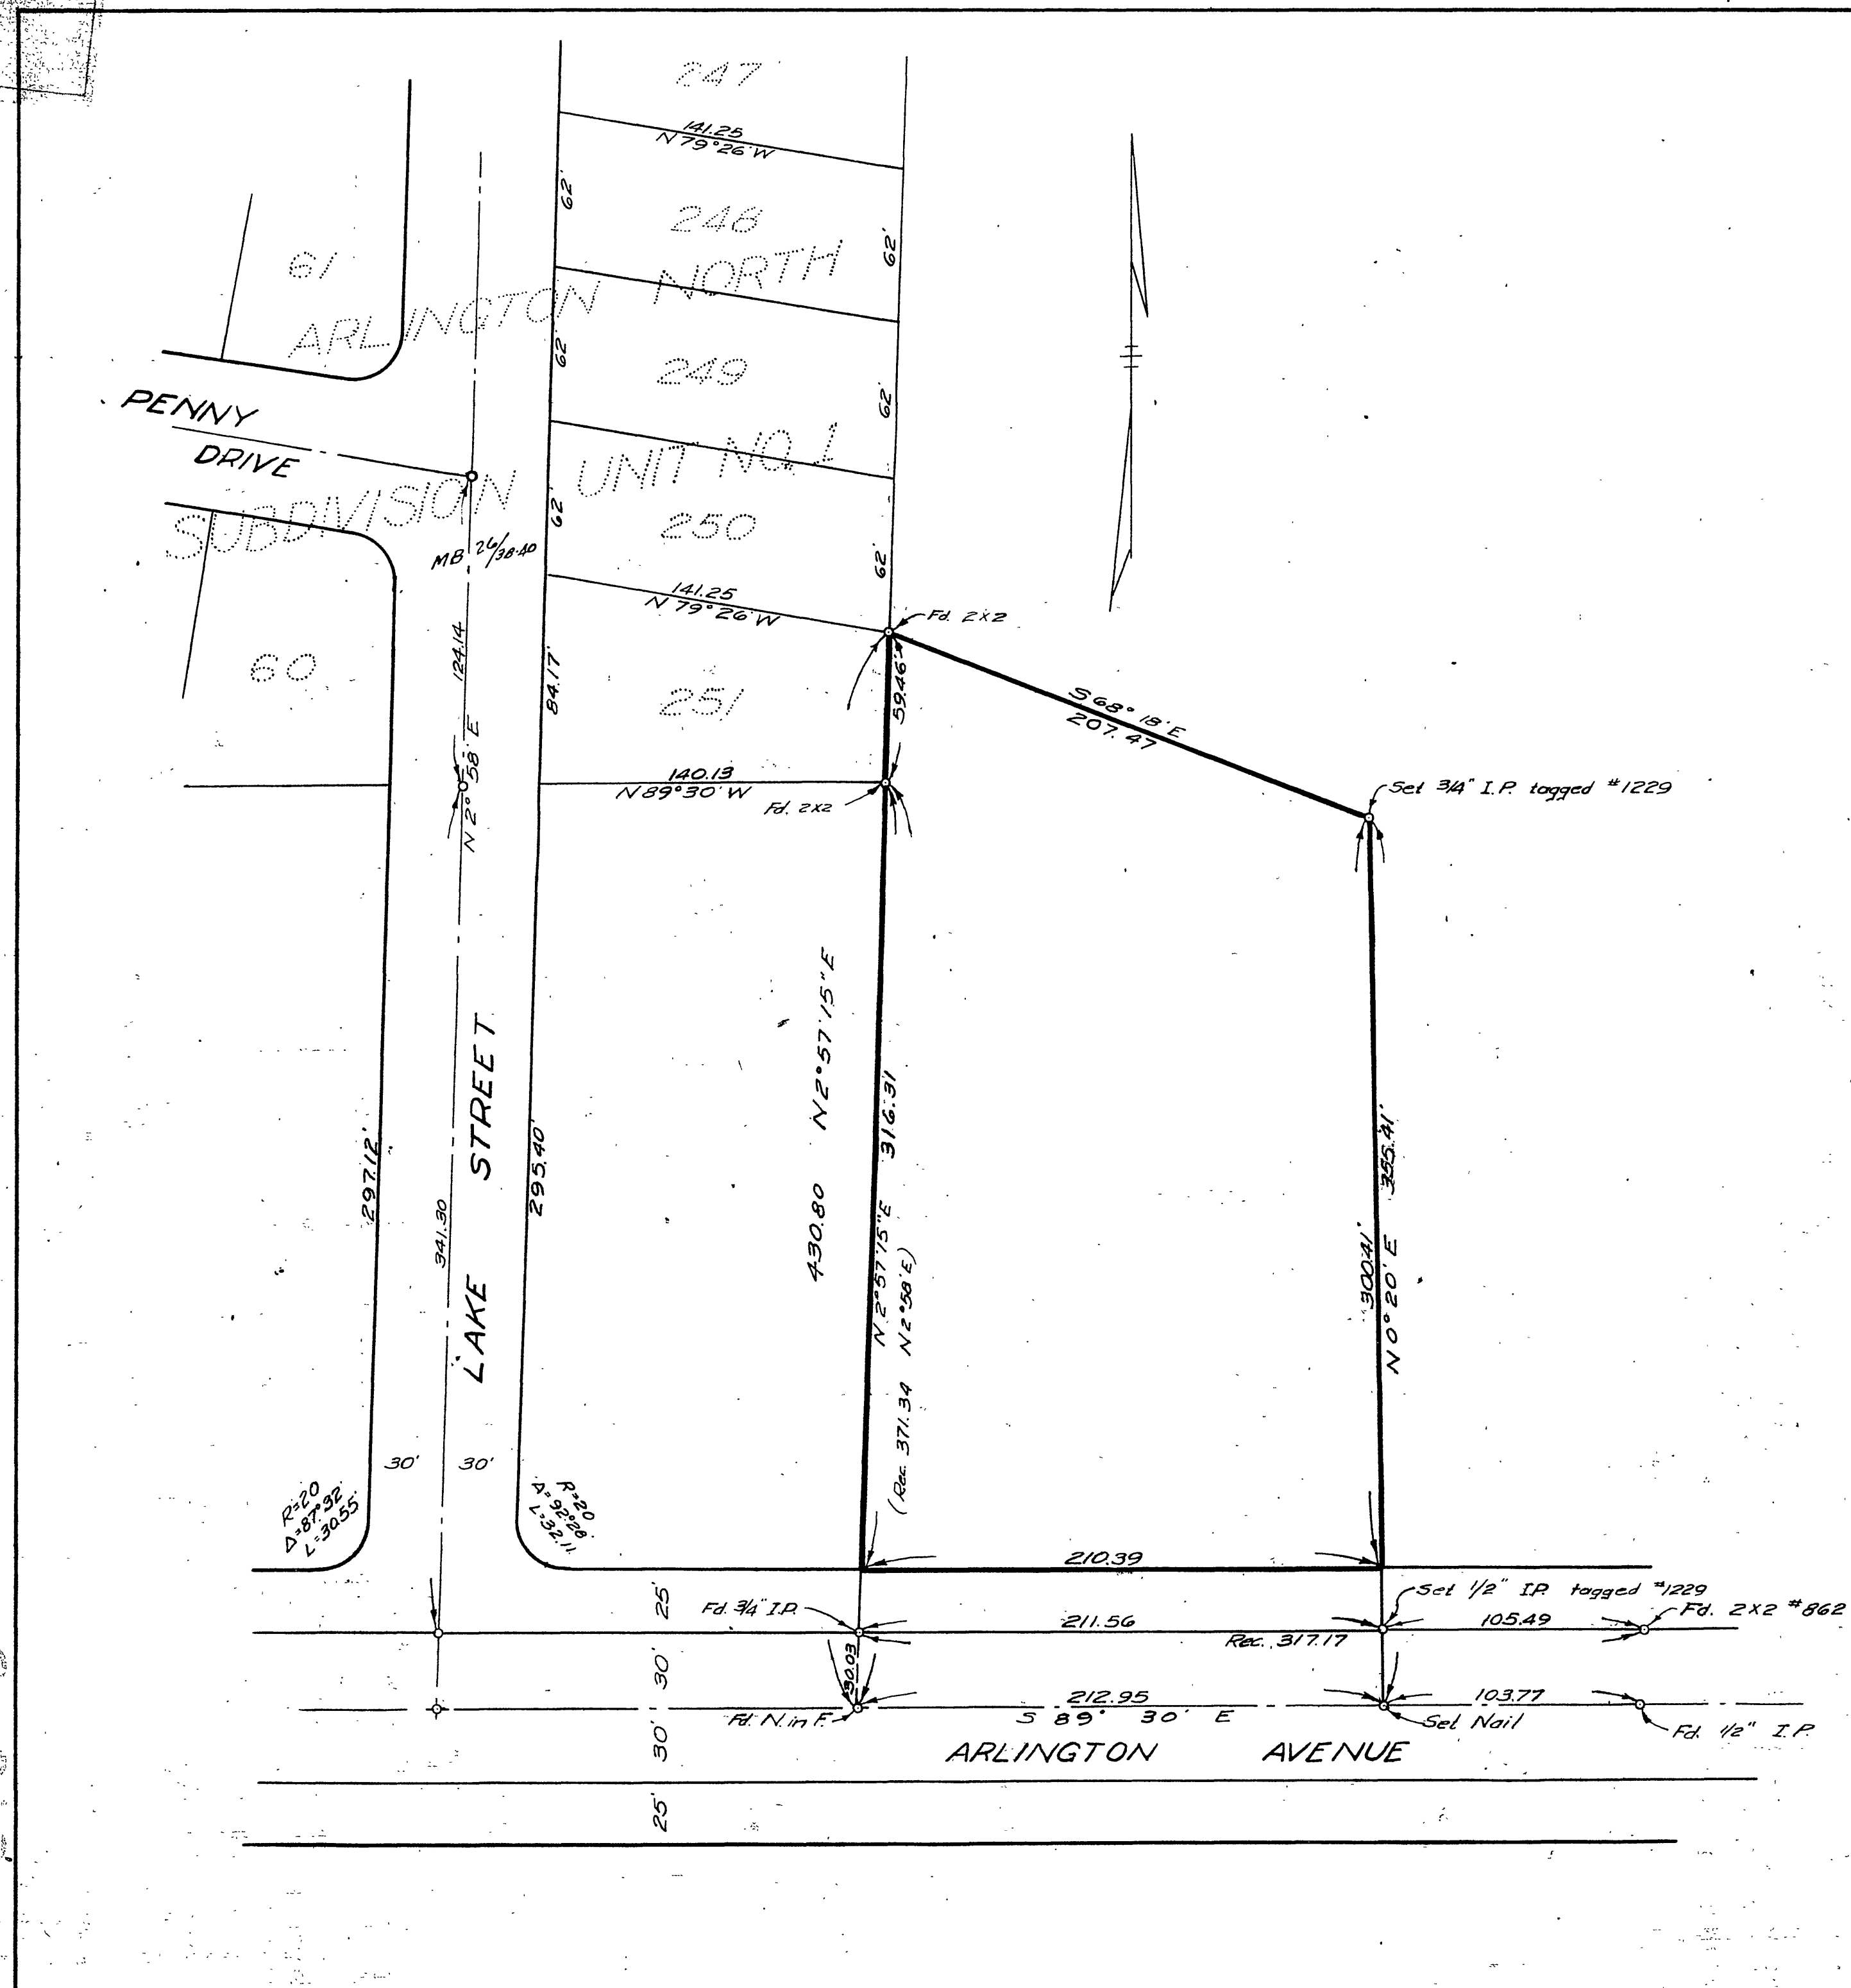 247
141.25
N 79° 26' W
62'
248
62'
61
ARLINGTON NORTH
62'
249
62'
PENNY
DRIVE
SUBDIVISION UNIT NO. 1
62'
250
62'
MB 26/38-40
141.25
N 79° 26' W
Fd. 2x2
124.14
60
84.17'
251
59.46'
S 68° 18' E
207.47
N 2° 58' E
140.13
N 89° 30' W
Fd. 2x2
Set 3/4" I.P. tagged #1229
430.80 N 2° 57' 15" E
N 2° 57' 15" E 316.31
(Rec. 371.34 N 2° 58' E)
355.41'
300.41'
N 0° 20' E
297.12'
341.30
LAKE STREET
295.40'
30' 30'
R=20
Δ=87°32'
L=30.55'
R=20
Δ=92°28'
L=32.11
210.39
25'
Fd. 3/4" I.P.
211.56
Set 1/2" I.P. tagged #1229
105.49
Fd. 2x2 #862
Rec. 317.17
30'
30.03
Fd. N. in F.
212.95
S 89° 30' E
103.77
Set Nail
Fd. 1/2" I.P.
30'
ARLINGTON AVENUE
25'